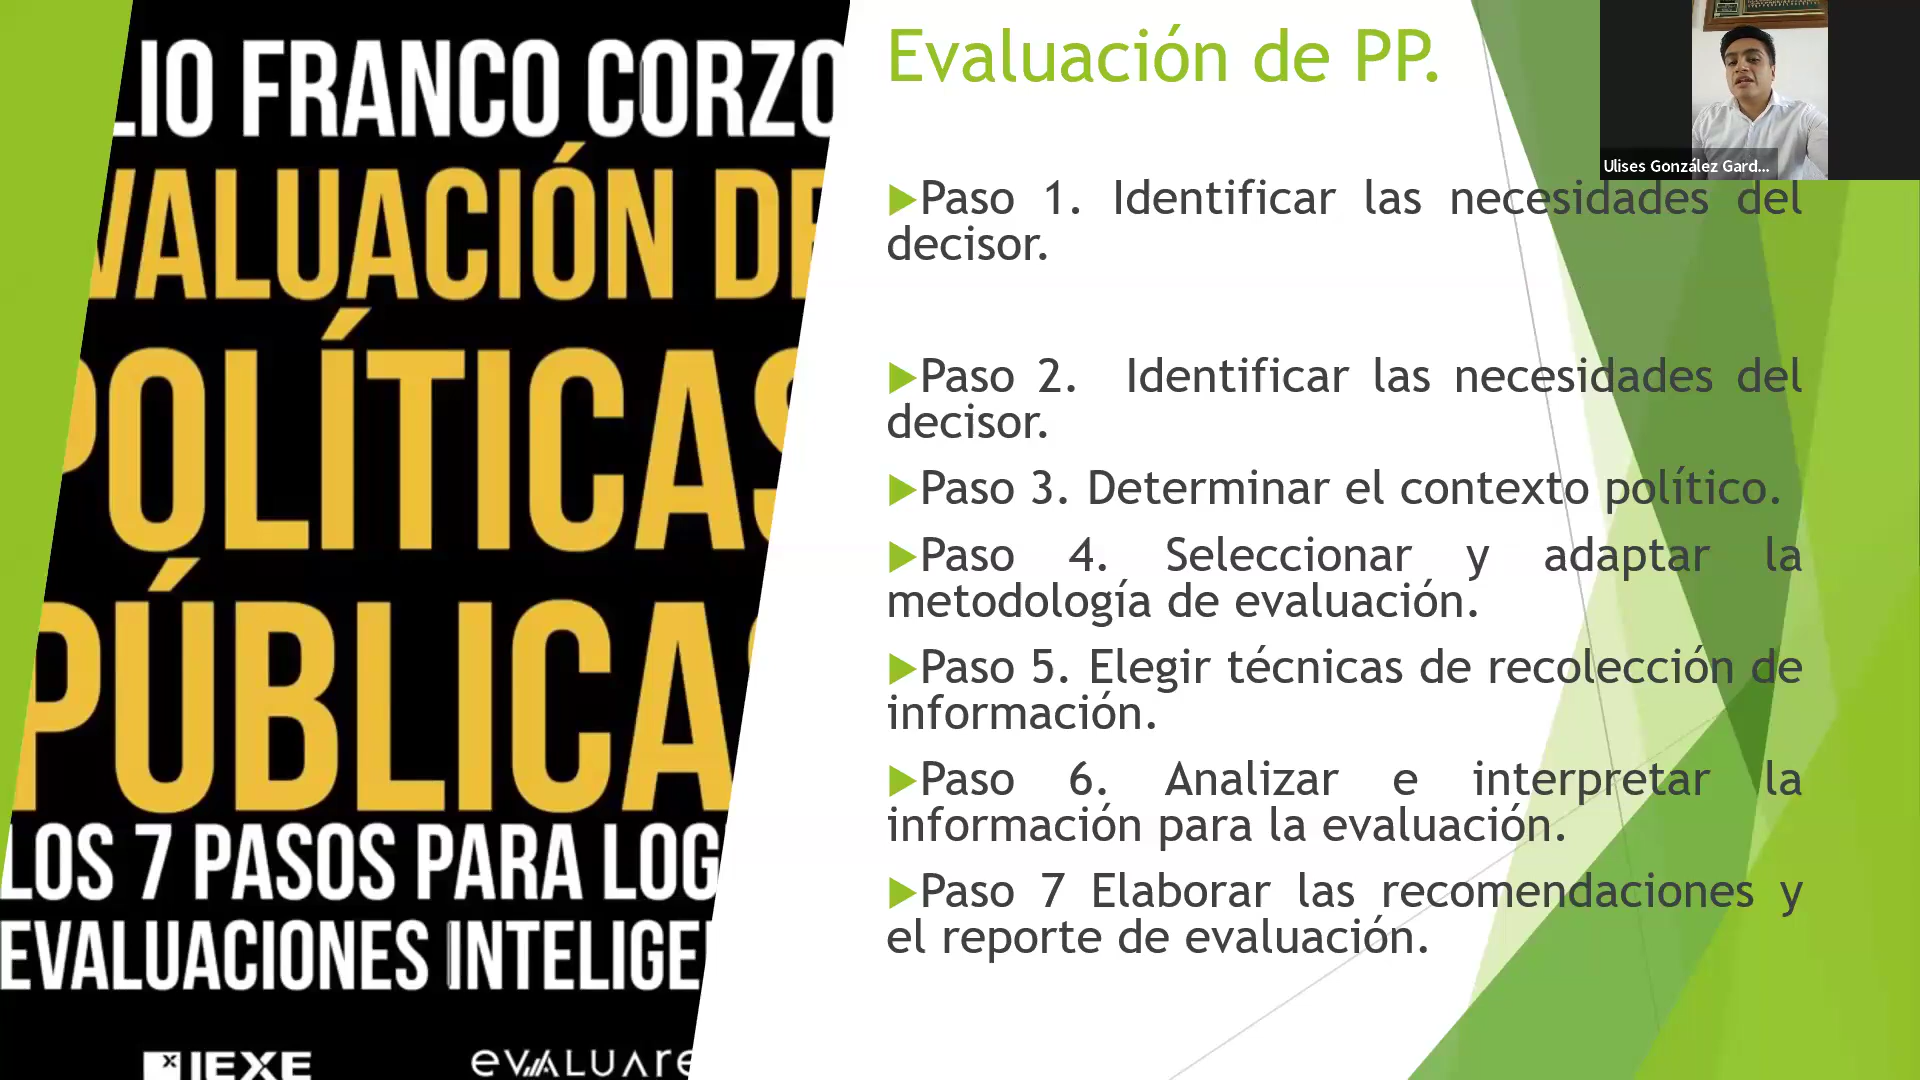 LIO FRANCO CORZO
VALUACIÓN DE
POLÍTICAS
PÚBLICAS
LOS 7 PASOS PARA LOG
EVALUACIONES INTELIGE
IEXE
evaluare
Evaluación de PP.
Ulises González Gard...
Paso 1. Identificar las necesidades del
decisor.
Paso 2. Identificar las necesidades del
decisor.
Paso 3. Determinar el contexto político.
Paso 4. Seleccionar y adaptar la
metodología de evaluación.
Paso 5. Elegir técnicas de recolección de
información.
Paso 6. Analizar e interpretar la
información para la evaluación.
Paso 7 Elaborar las recomendaciones y
el reporte de evaluación.